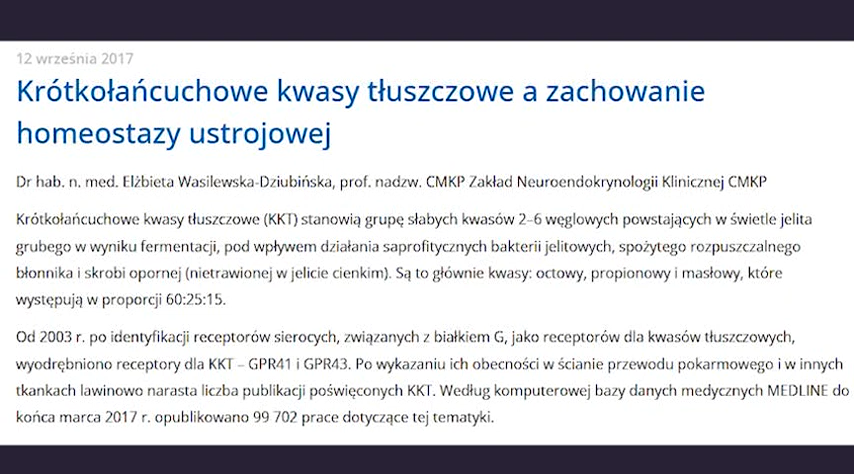 12 września 2017
Krótkołańcuchowe kwasy tłuszczowe a zachowanie
homeostazy ustrojowej
Dr hab. n. med. Elżbieta Wasilewska-Dziubińska, prof. nadzw. CMKP Zakład Neuroendokrynologii Klinicznej CMKP
Krótkołańcuchowe kwasy tłuszczowe (KKT) stanowią grupę słabych kwasów 2–6 węglowych powstających w świetle jelita
grubego w wyniku fermentacji, pod wpływem działania saprofitycznych bakterii jelitowych, spożytego rozpuszczalnego
błonnika i skrobi opornej (nietrawionej w jelicie cienkim). Są to głównie kwasy: octowy, propionowy i masłowy, które
występują w proporcji 60:25:15.
Od 2003 r. po identyfikacji receptorów sierocych, związanych z białkiem G, jako receptorów dla kwasów tłuszczowych,
wyodrębniono receptory dla KKT – GPR41 i GPR43. Po wykazaniu ich obecności w ścianie przewodu pokarmowego i w innych
tkankach lawinowo narasta liczba publikacji poświęconych KKT. Według komputerowej bazy danych medycznych MEDLINE do
końca marca 2017 r. opublikowano 99 702 prace dotyczące tej tematyki.